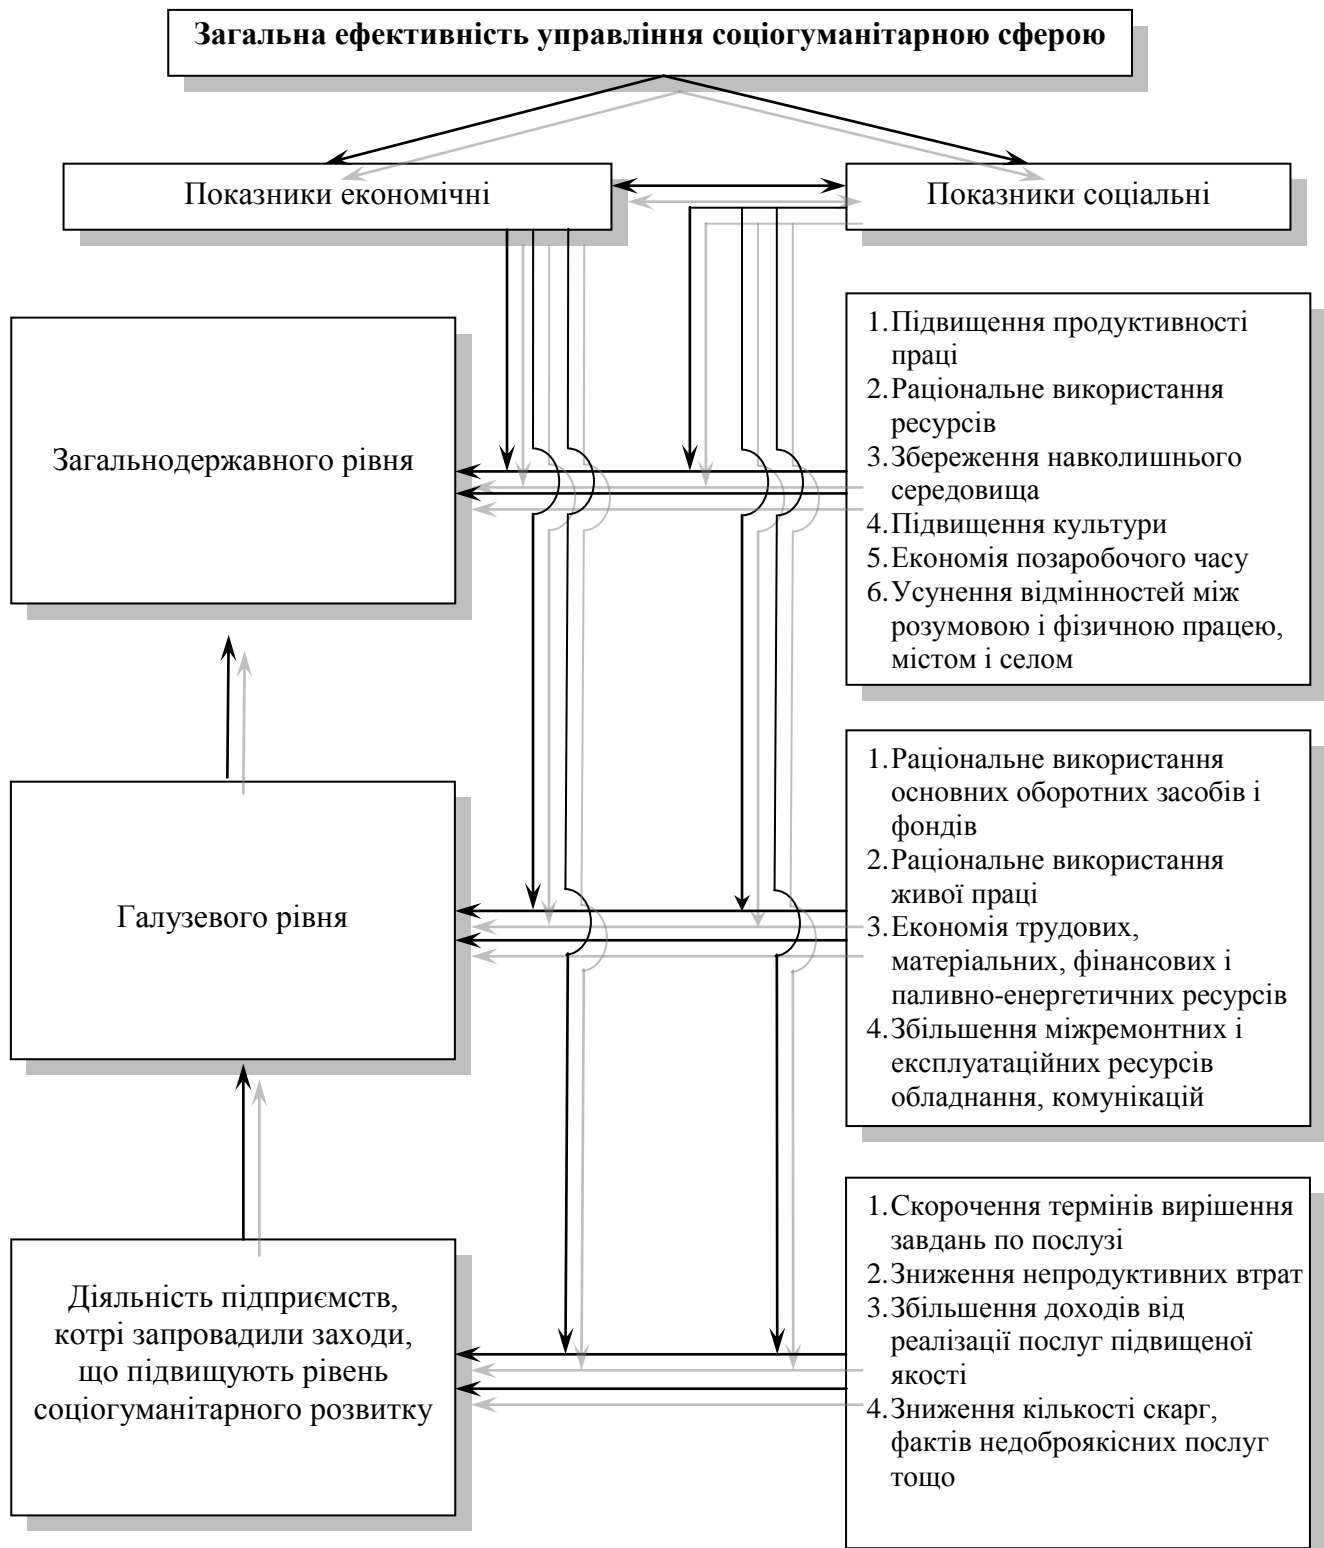 Загальна ефективність управління соціогуманітарною сферою
Показники економічні
Показники соціальні
Загальнодержавного рівня
1.Підвищення продуктивності
праці
2.Раціональне використання
ресурсів
3.Збереження навколишнього
середовища
4.Підвищення культури
5.Економія позаробочого часу
6.Усунення відмінностей між
розумовою і фізичною працею,
містом і селом
Галузевого рівня
1.Раціональне використання
основних оборотних засобів і
фондів
2.Раціональне використання
живої праці
3.Економія трудових,
матеріальних, фінансових і
паливно-енергетичних ресурсів
4.Збільшення міжремонтних і
експлуатаційних ресурсів
обладнання, комунікацій
Діяльність підприємств,
котрі запровадили заходи,
що підвищують рівень
соціогуманітарного розвитку
1.Скорочення термінів вирішення
завдань по послузі
2.Зниження непродуктивних втрат
3.Збільшення доходів від
реалізації послуг підвищеної
якості
4.Зниження кількості скарг,
фактів недоброякісних послуг
тощо